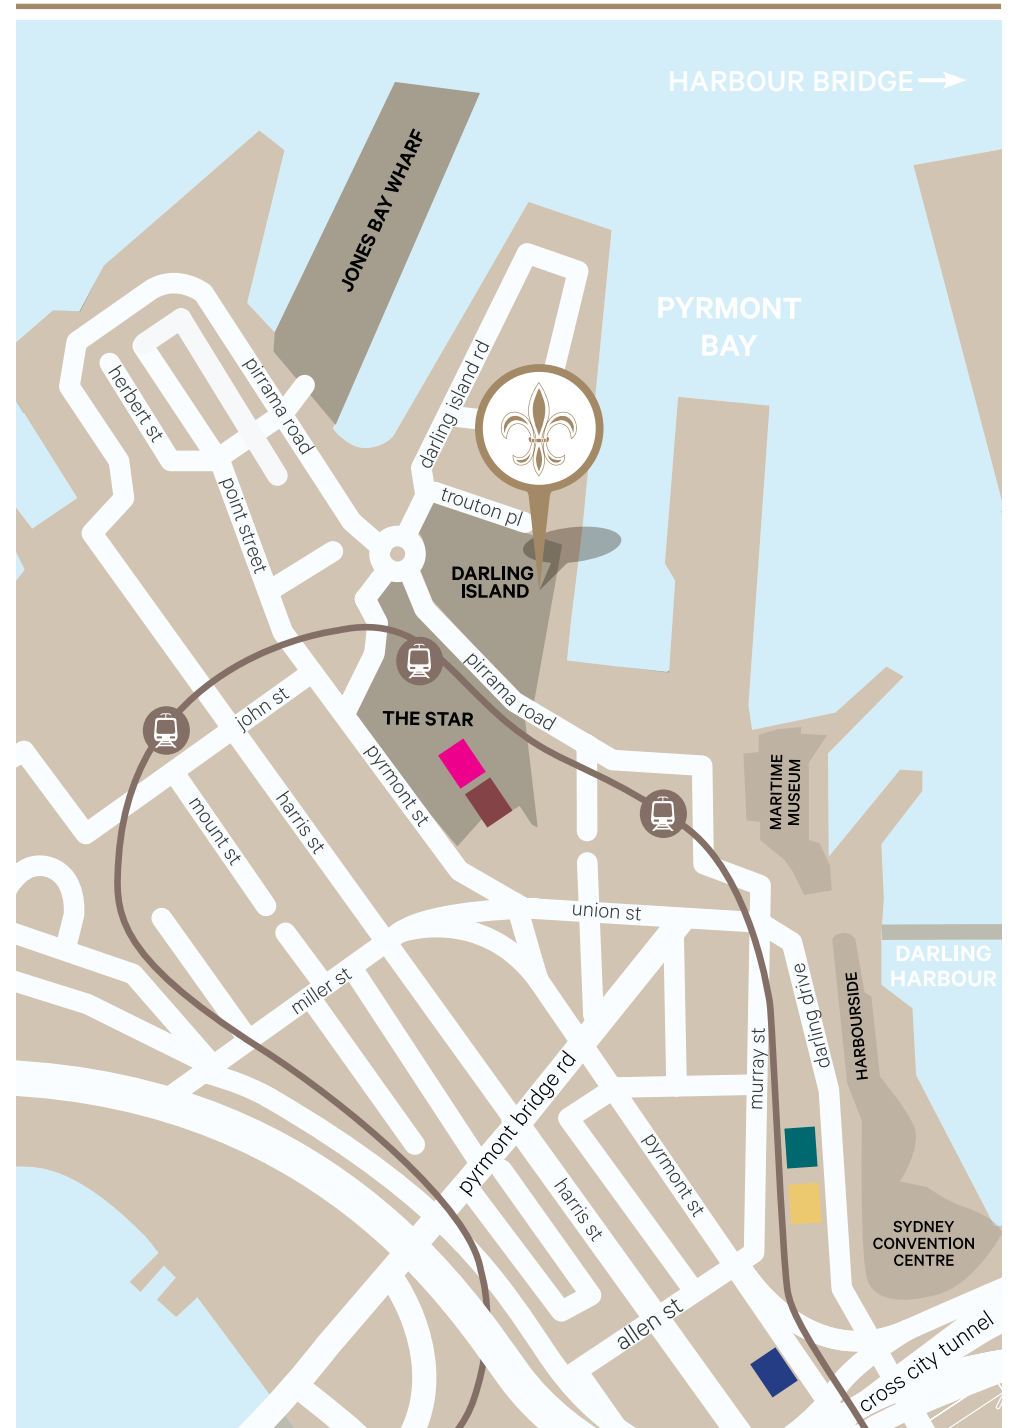 HARBOUR BRIDGE
JONES BAY WHARF
PYRMONT
BAY
darling island rd
pirrama road
herbert st
point street
trouton pl
DARLING
ISLAND
pirrama road
john st
THE STAR
pyrmont st
MARITIME
MUSEUM
mount st
harris st
union st
DARLING
HARBOUR
miller st
darling drive
HARBOURSIDE
murray st
pyrmont bridge rd
pyrmont st
harris st
SYDNEY
CONVENTION
CENTRE
allen st
cross city tunnel